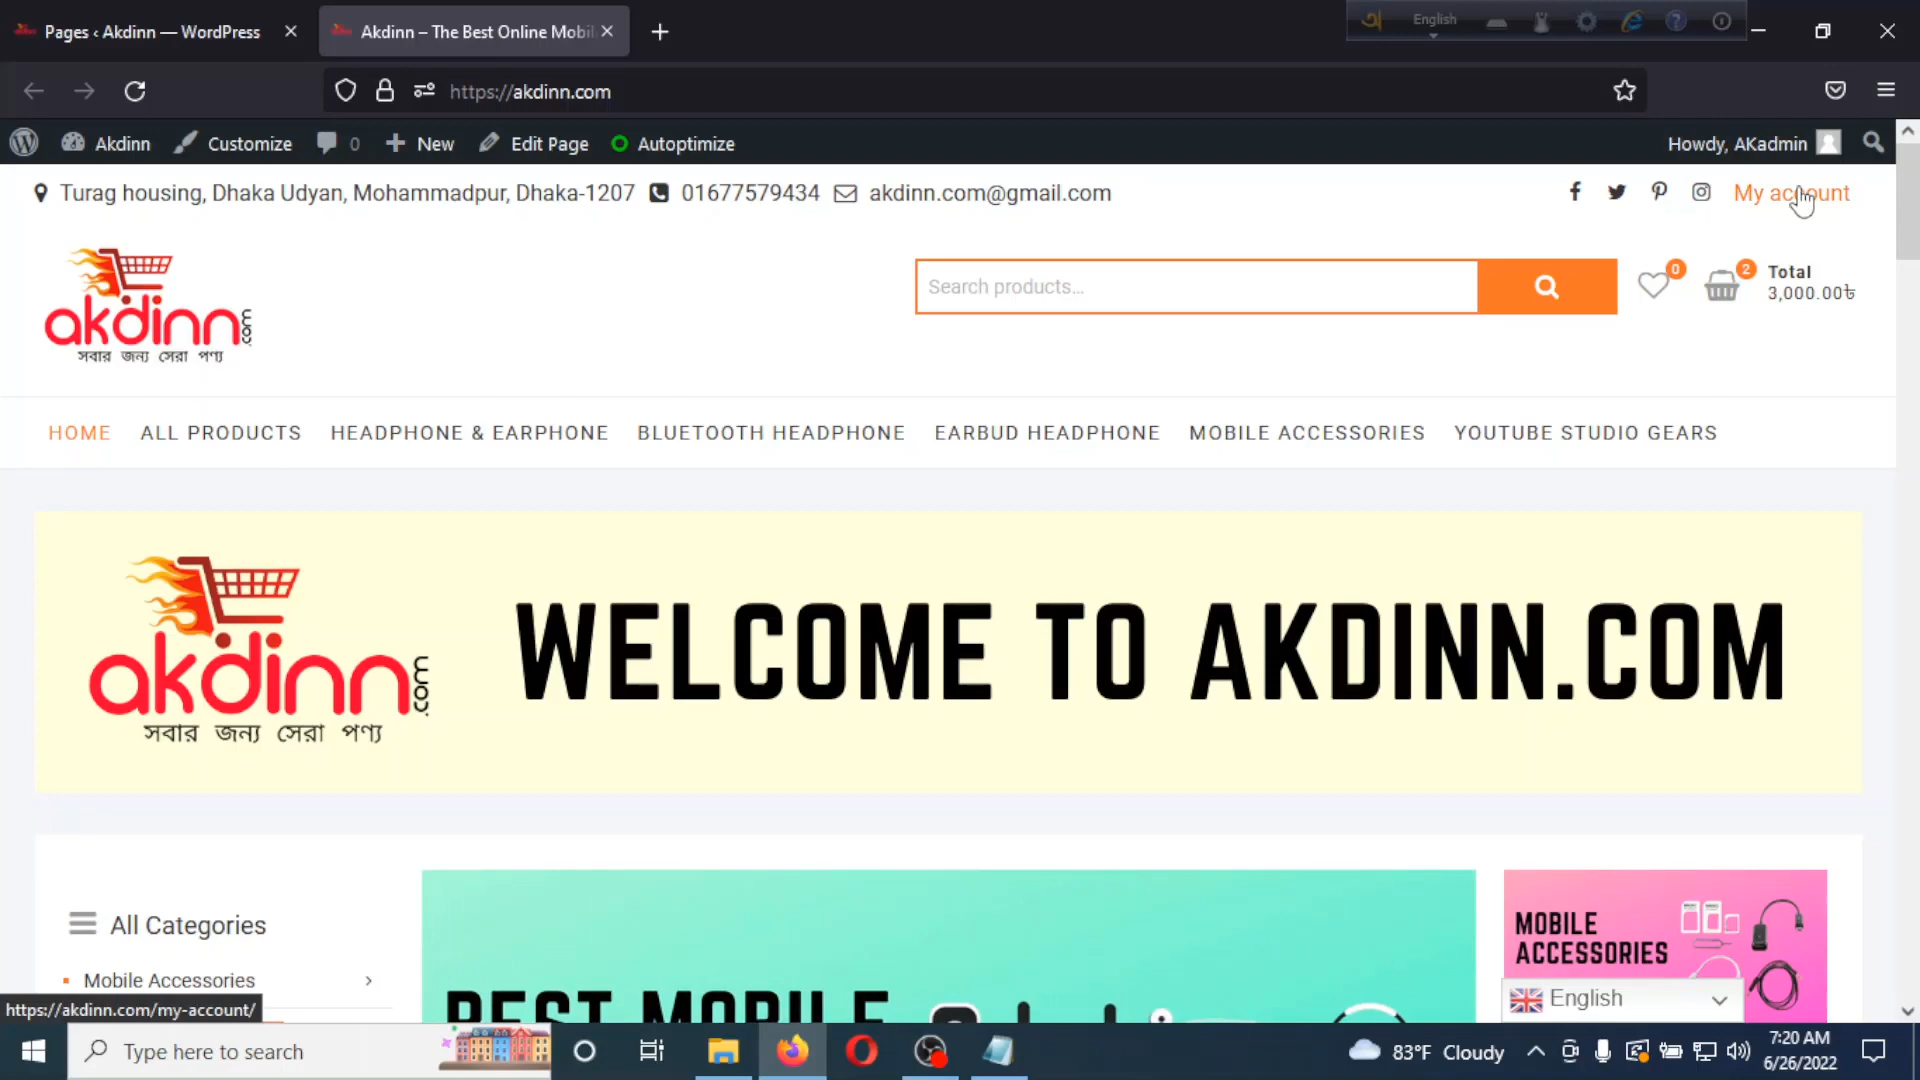 Pages ‹ Akdinn — WordPress
Akdinn – The Best Online Mobil
English
https://akdinn.com
Akdinn
Customize
0
New
Edit Page
Autoptimize
Howdy, AKadmin
Turag housing, Dhaka Udyan, Mohammadpur, Dhaka-1207
01677579434
akdinn.com@gmail.com
My account
akdinn.com
সবার জন্য সেরা পণ্য
Search products...
0
2
Total
3,000.00৳
HOME
ALL PRODUCTS
HEADPHONE & EARPHONE
BLUETOOTH HEADPHONE
EARBUD HEADPHONE
MOBILE ACCESSORIES
YOUTUBE STUDIO GEARS
akdinn.com
সবার জন্য সেরা পণ্য
WELCOME TO AKDINN.COM
All Categories
Mobile Accessories
BEST MOBILE
MOBILE
ACCESSORIES
English
https://akdinn.com/my-account/
Type here to search
83°F Cloudy
7:20 AM
6/26/2022